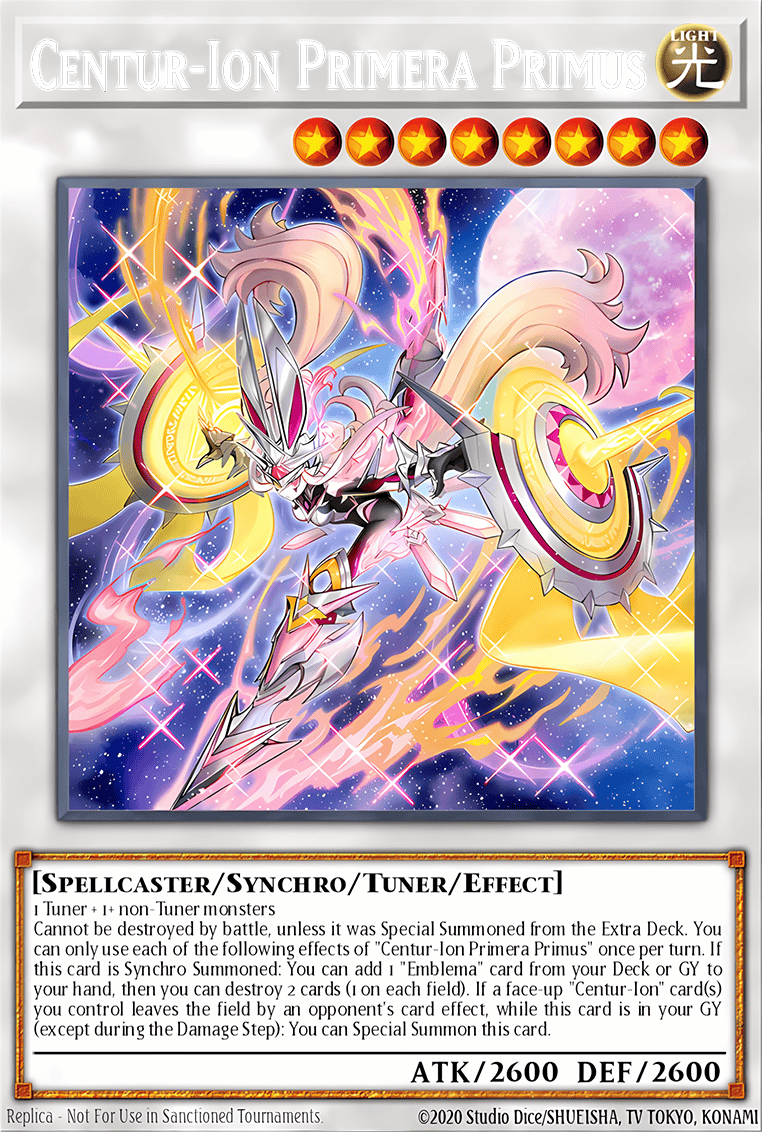 Centur-Ion Primera Primus
LIGHT
光
[Spellcaster/Synchro/Tuner/Effect]
1 Tuner + 1+ non-Tuner monsters
Cannot be destroyed by battle, unless it was Special Summoned from the Extra Deck. You
can only use each of the following effects of "Centur-Ion Primera Primus" once per turn. If
this card is Synchro Summoned: You can add 1 "Emblema" card from your Deck or GY to
your hand, then you can destroy 2 cards (1 on each field). If a face-up "Centur-Ion" card(s)
you control leaves the field by an opponent's card effect, while this card is in your GY
(except during the Damage Step): You can Special Summon this card.
ATK/2600 DEF/2600
Replica - Not For Use in Sanctioned Tournaments.
©2020 Studio Dice/SHUEISHA, TV TOKYO, KONAMI